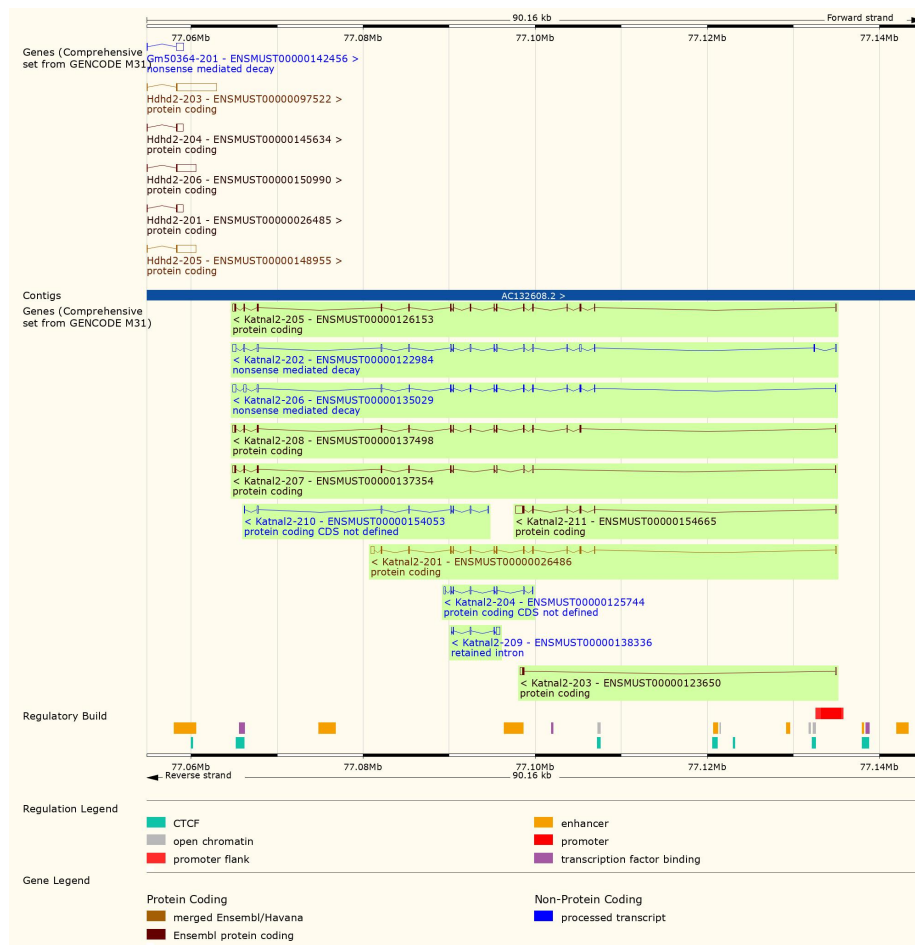 90.16 kb Forward strand
77.06Mb 77.08Mb 77.10Mb 77.12Mb 77.14Mb
Genes (Comprehensive
set from GENCODE M31)
Gm50364-201 - ENSMUST00000142456 >
nonsense mediated decay
Hdhd2-203 - ENSMUST00000097522 >
protein coding
Hdhd2-204 - ENSMUST00000145634 >
protein coding
Hdhd2-206 - ENSMUST00000150990 >
protein coding
Hdhd2-201 - ENSMUST00000026485 >
protein coding
Hdhd2-205 - ENSMUST00000148955 >
protein coding
Contigs AC132608.2 >
Genes (Comprehensive
set from GENCODE M31)
< Katnal2-205 - ENSMUST00000126153
protein coding
< Katnal2-202 - ENSMUST00000122984
nonsense mediated decay
< Katnal2-206 - ENSMUST00000135029
nonsense mediated decay
< Katnal2-208 - ENSMUST00000137498
protein coding
< Katnal2-207 - ENSMUST00000137354
protein coding
< Katnal2-210 - ENSMUST00000154053 < Katnal2-211 - ENSMUST00000154665
protein coding CDS not defined protein coding
< Katnal2-201 - ENSMUST00000026486
protein coding
< Katnal2-204 - ENSMUST00000125744
protein coding CDS not defined
< Katnal2-209 - ENSMUST00000138336
retained intron
< Katnal2-203 - ENSMUST00000123650
protein coding
Regulatory Build
77.06Mb 77.08Mb 77.10Mb 77.12Mb 77.14Mb
Reverse strand 90.16 kb
Regulation Legend
CTCF enhancer
open chromatin promoter
promoter flank transcription factor binding
Gene Legend
Protein Coding Non-Protein Coding
merged Ensembl/Havana processed transcript
Ensembl protein coding